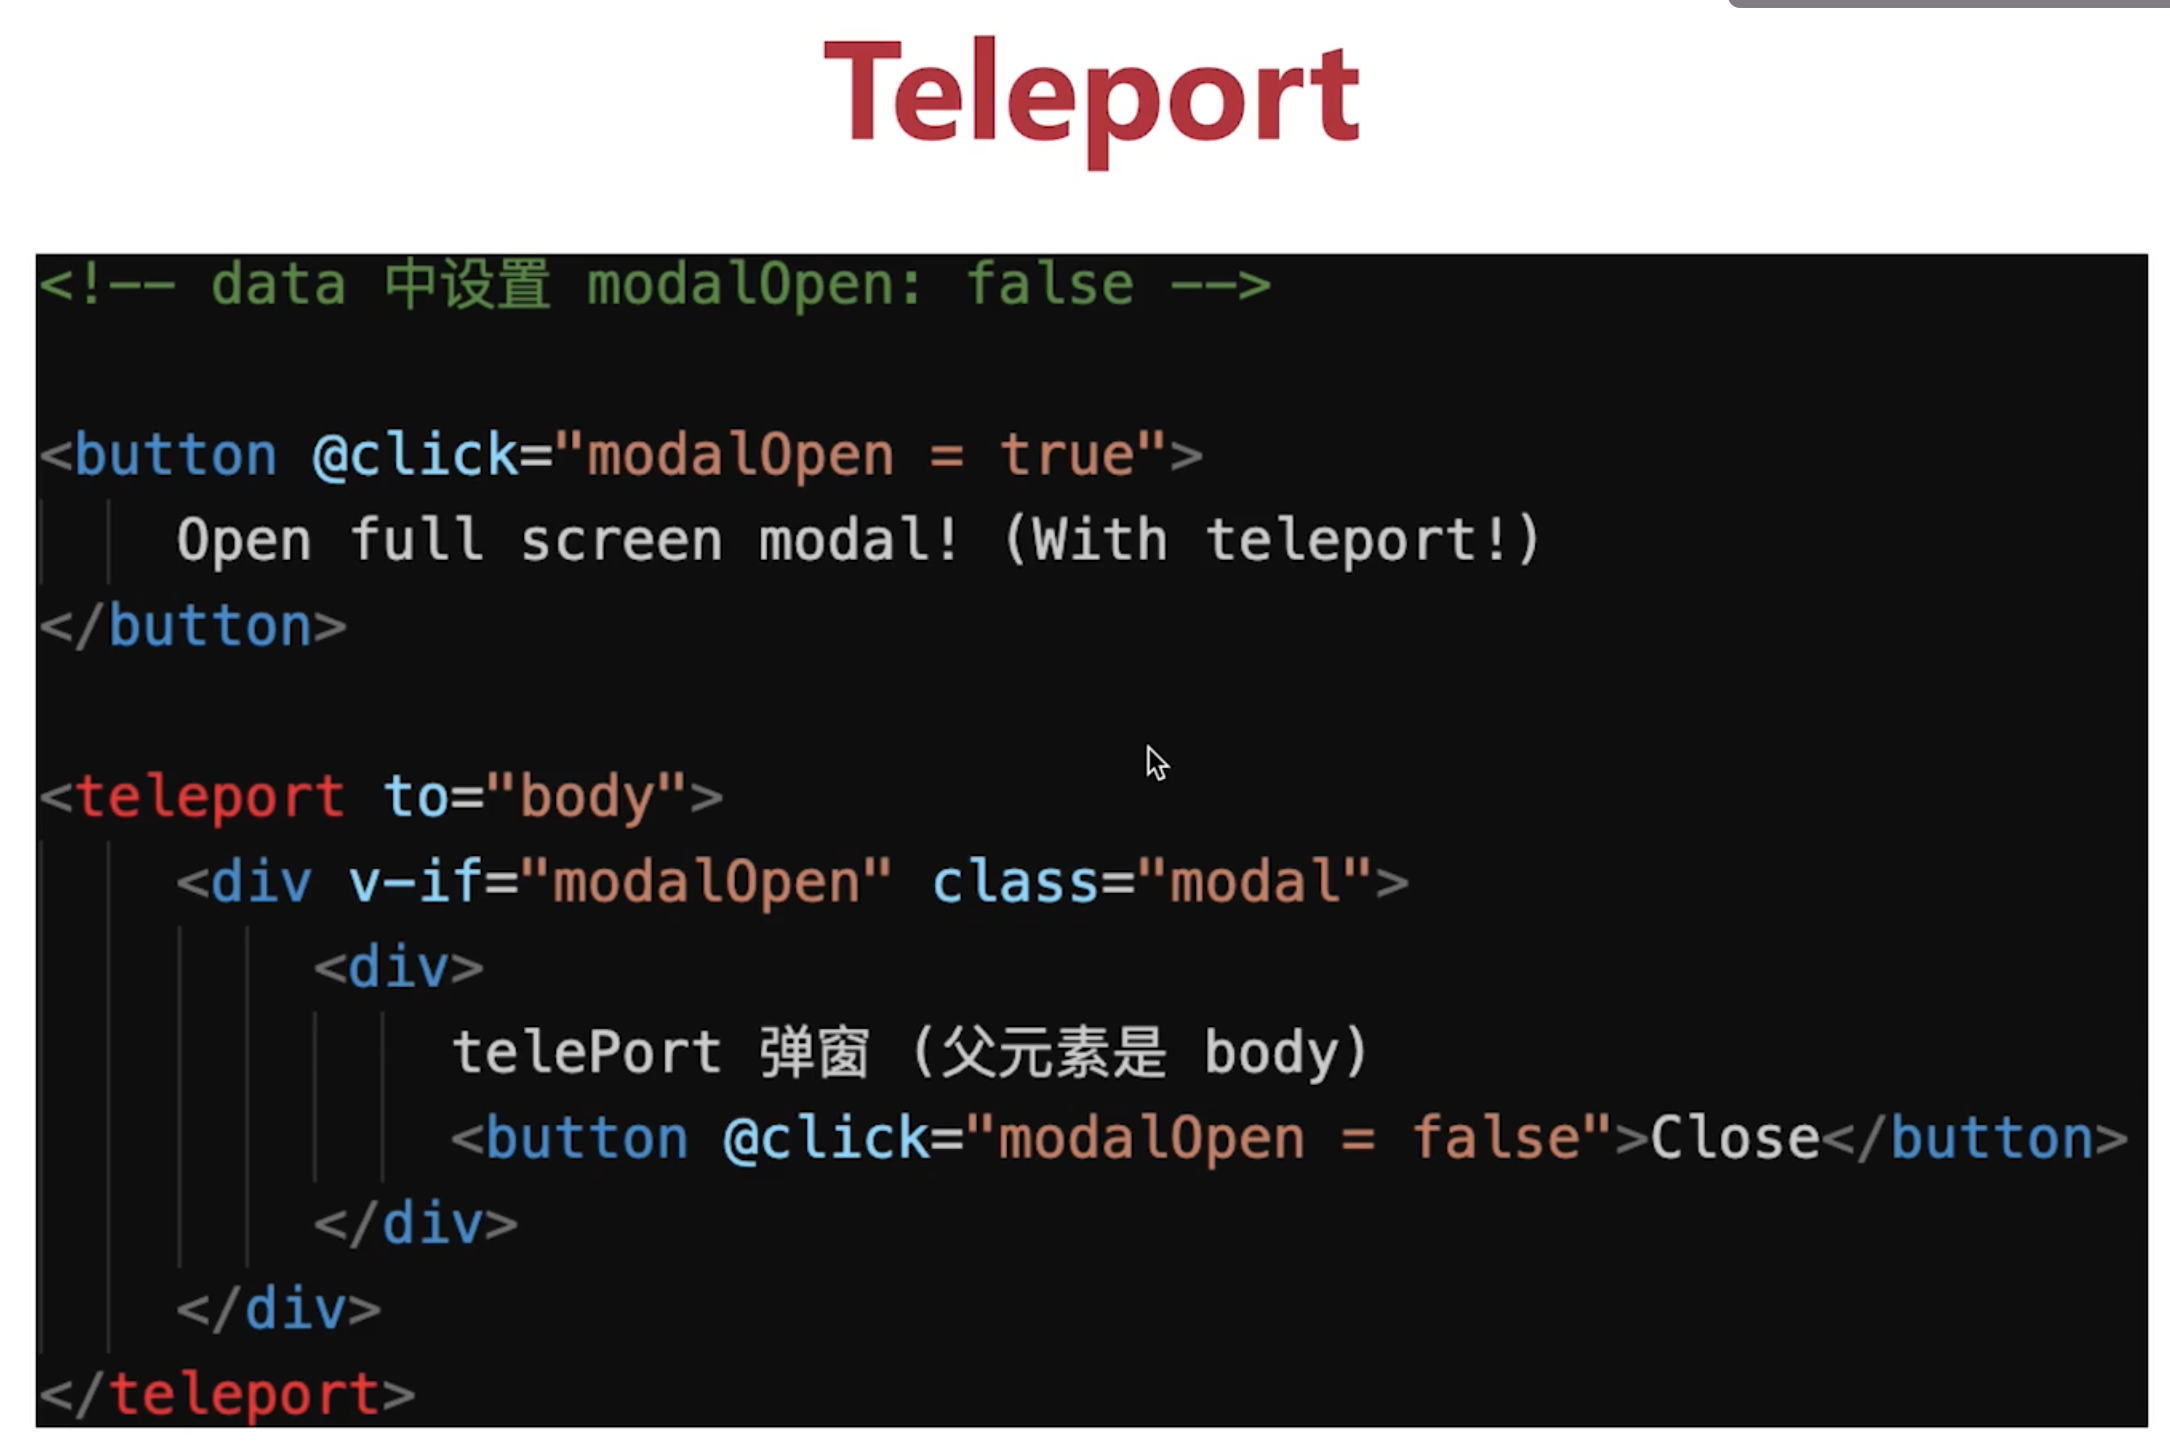 Teleport
<!-- data 中设置 modalOpen: false -->
<button @click="modalOpen = true">
Open full screen modal! (With teleport!)
</button>
<teleport to="body">
<div v-if="modalOpen" class="modal">
<div>
telePort 弹窗 (父元素是 body)
<button @click="modalOpen = false">Close</button>
</div>
</div>
</teleport>